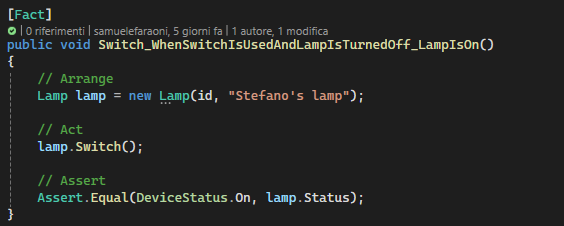 [Fact]
| 0 riferimenti | samuelefaraoni, 5 giorni fa | 1 autore, 1 modifica
public void Switch_WhenSwitchIsUsedAndLampIsTurnedOff_LampIsOn()
{
// Arrange
Lamp lamp = new Lamp(id, "Stefano's lamp");
// Act
lamp.Switch();
// Assert
Assert.Equal(DeviceStatus.On, lamp.Status);
}